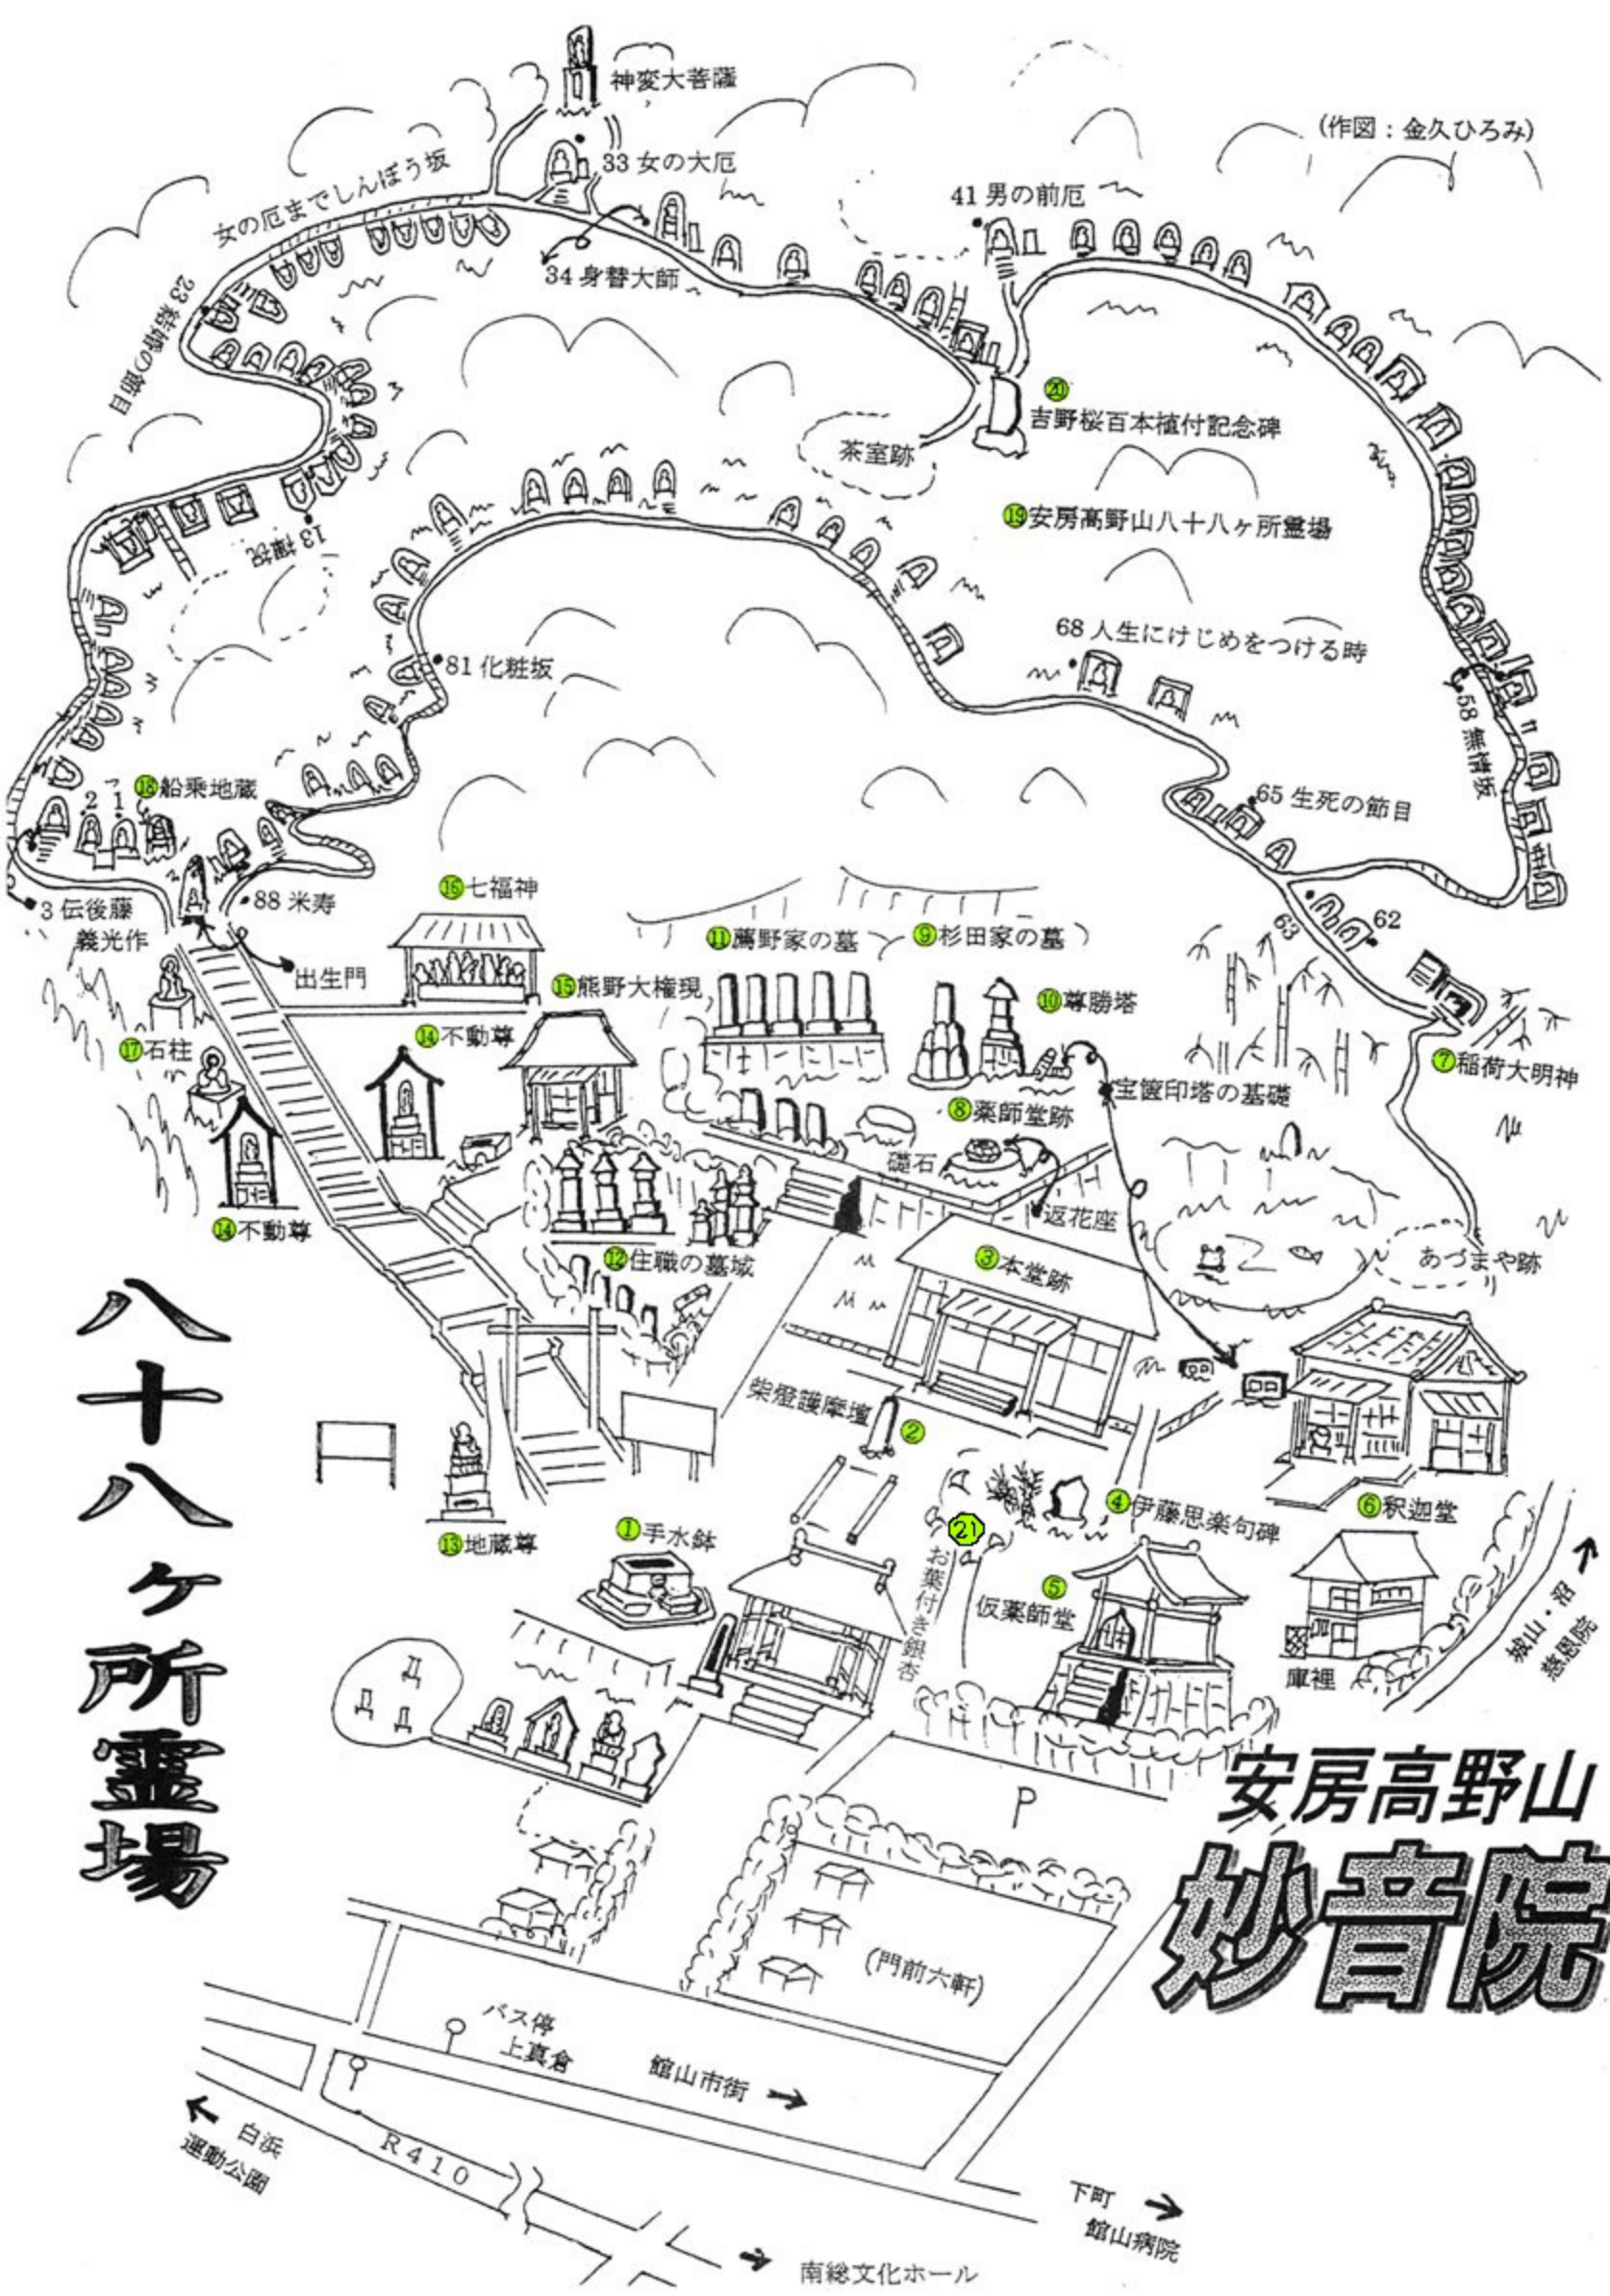 神変大菩薩
(作図：金久ひろみ)
33 女の大厄
女の厄までしんぼう坂
41 男の前厄
34 身替大師
23 結婚の節目
⑳
吉野桜百本植付記念碑
茶室跡
⑲安房高野山八十八ヶ所霊場
68 人生にけじめをつける時
81 化粧坂
58 無情坂
⑱船乗地蔵
2 1
65 生死の節目
88 米寿
3 伝後藤
義光作
⑯七福神
⑪薦野家の墓
⑨杉田家の墓
63
62
出生門
⑮熊野大権現
⑩尊勝塔
⑰石柱
⑭不動尊
⑦稲荷大明神
宝篋印塔の基礎
⑧薬師堂跡
礎石
⑭不動尊
返花座
⑫住職の墓域
③本堂跡
あづまや跡
柴燈護摩壇
②
④伊藤思楽句碑
⑥釈迦堂
⑬地蔵尊
①手水鉢
21
お葉付き銀杏
⑤
仮薬師堂
庫裡
城山・沼
慈恩院
八十八ヶ所霊場
安房高野山
妙音院
P
(門前六軒)
バス停
上真倉
館山市街
白浜
運動公園
R410
下町
館山病院
南総文化ホール